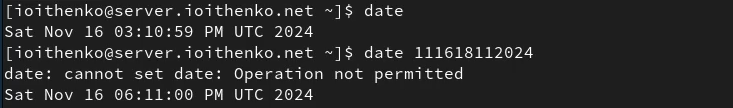 [ioithenko@server.ioithenko.net ~]$ date
Sat Nov 16 03:10:59 PM UTC 2024
[ioithenko@server.ioithenko.net ~]$ date 111618112024
date: cannot set date: Operation not permitted
Sat Nov 16 06:11:00 PM UTC 2024